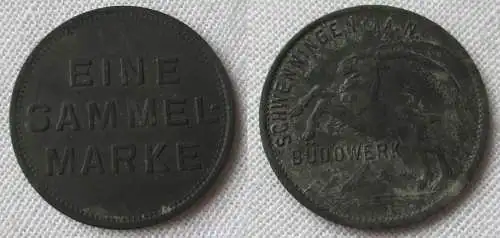 EINE
SAMMEL-
MARKE
SCHWENNINGEN A.N.
BÜDOWERK